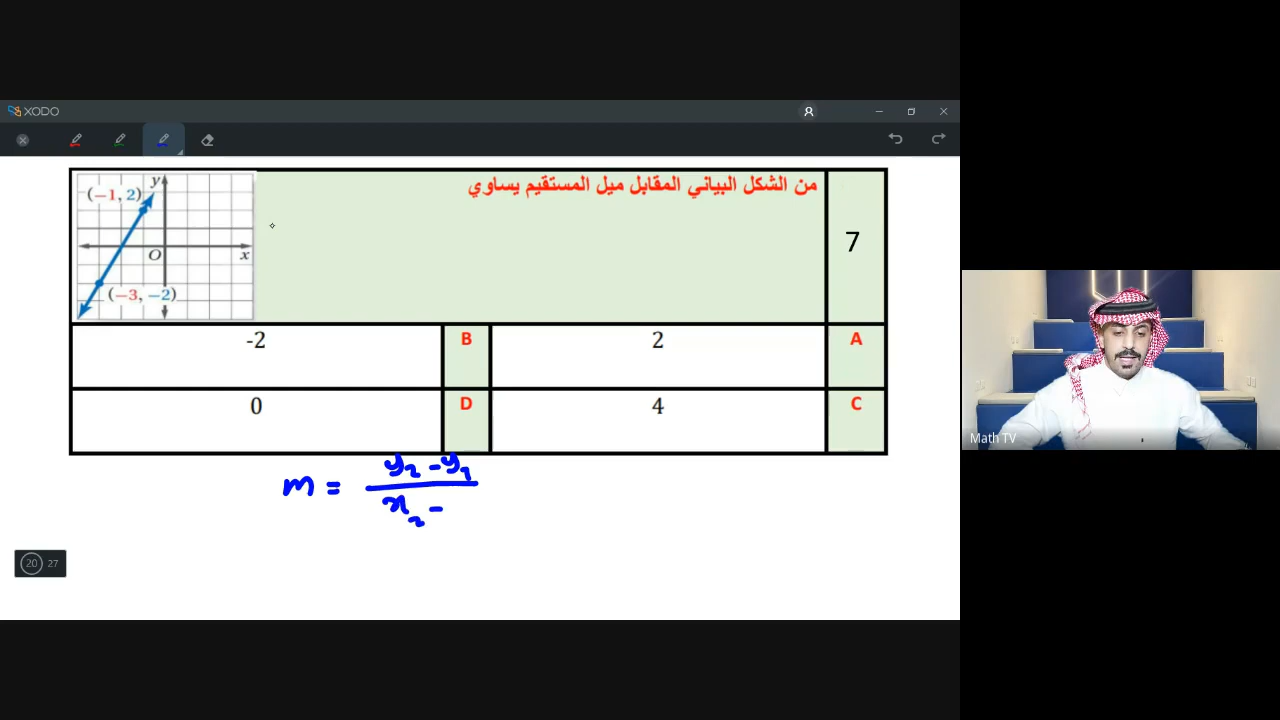 XODO
من الشكل البياني المقابل ميل المستقيم يساوي
7
(−1, 2)
y
O
x
(−3, −2)
A
2
B
-2
C
4
D
0
m = y₂ − y₁
x₂ −
20 27
Math TV